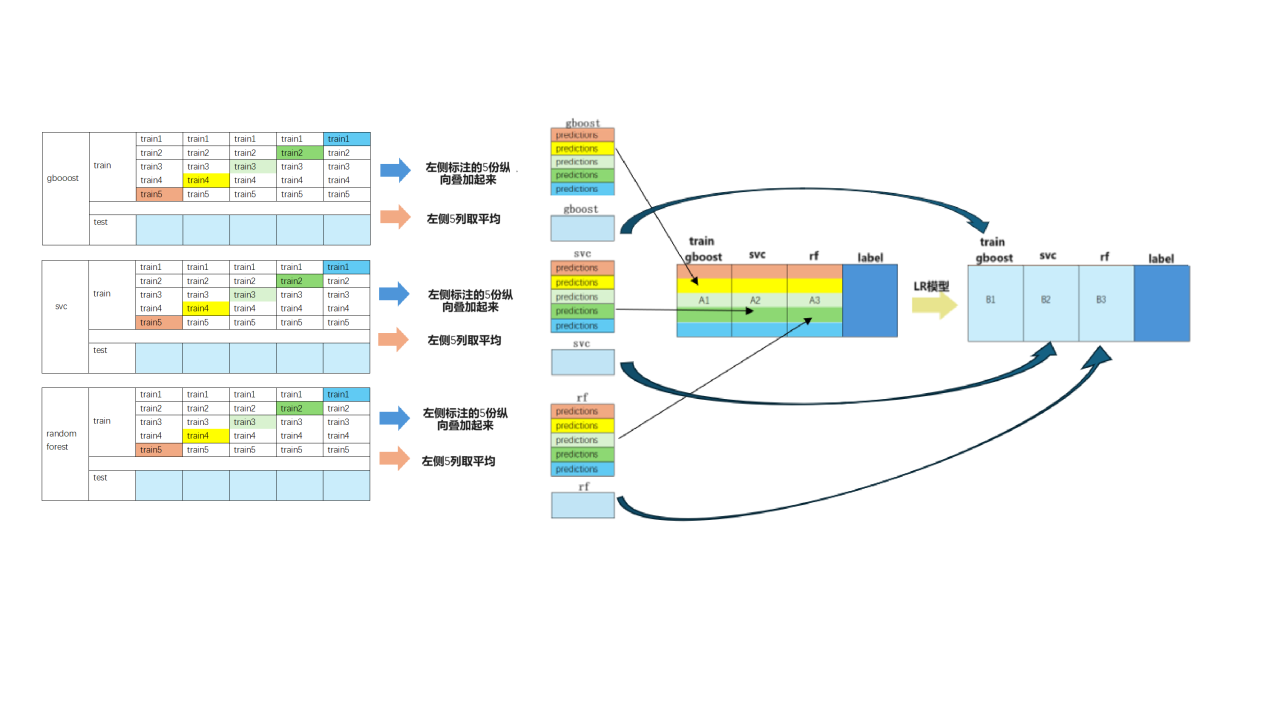 gbooost
train
train1 train1 train1 train1 train1
train2 train2 train2 train2 train2
train3 train3 train3 train3 train3
train4 train4 train4 train4 train4
train5 train5 train5 train5 train5
test
左侧标注的5份纵
向叠加起来
左侧5列取平均
svc
train
train1 train1 train1 train1 train1
train2 train2 train2 train2 train2
train3 train3 train3 train3 train3
train4 train4 train4 train4 train4
train5 train5 train5 train5 train5
test
左侧标注的5份纵
向叠加起来
左侧5列取平均
random
forest
train
train1 train1 train1 train1 train1
train2 train2 train2 train2 train2
train3 train3 train3 train3 train3
train4 train4 train4 train4 train4
train5 train5 train5 train5 train5
test
左侧标注的5份纵
向叠加起来
左侧5列取平均
gboost
predictions
predictions
predictions
predictions
predictions
gboost
svc
predictions
predictions
predictions
predictions
predictions
svc
rf
predictions
predictions
predictions
predictions
predictions
rf
train
gboost svc rf label
A1 A2 A3
LR模型
train
gboost svc rf label
B1 B2 B3